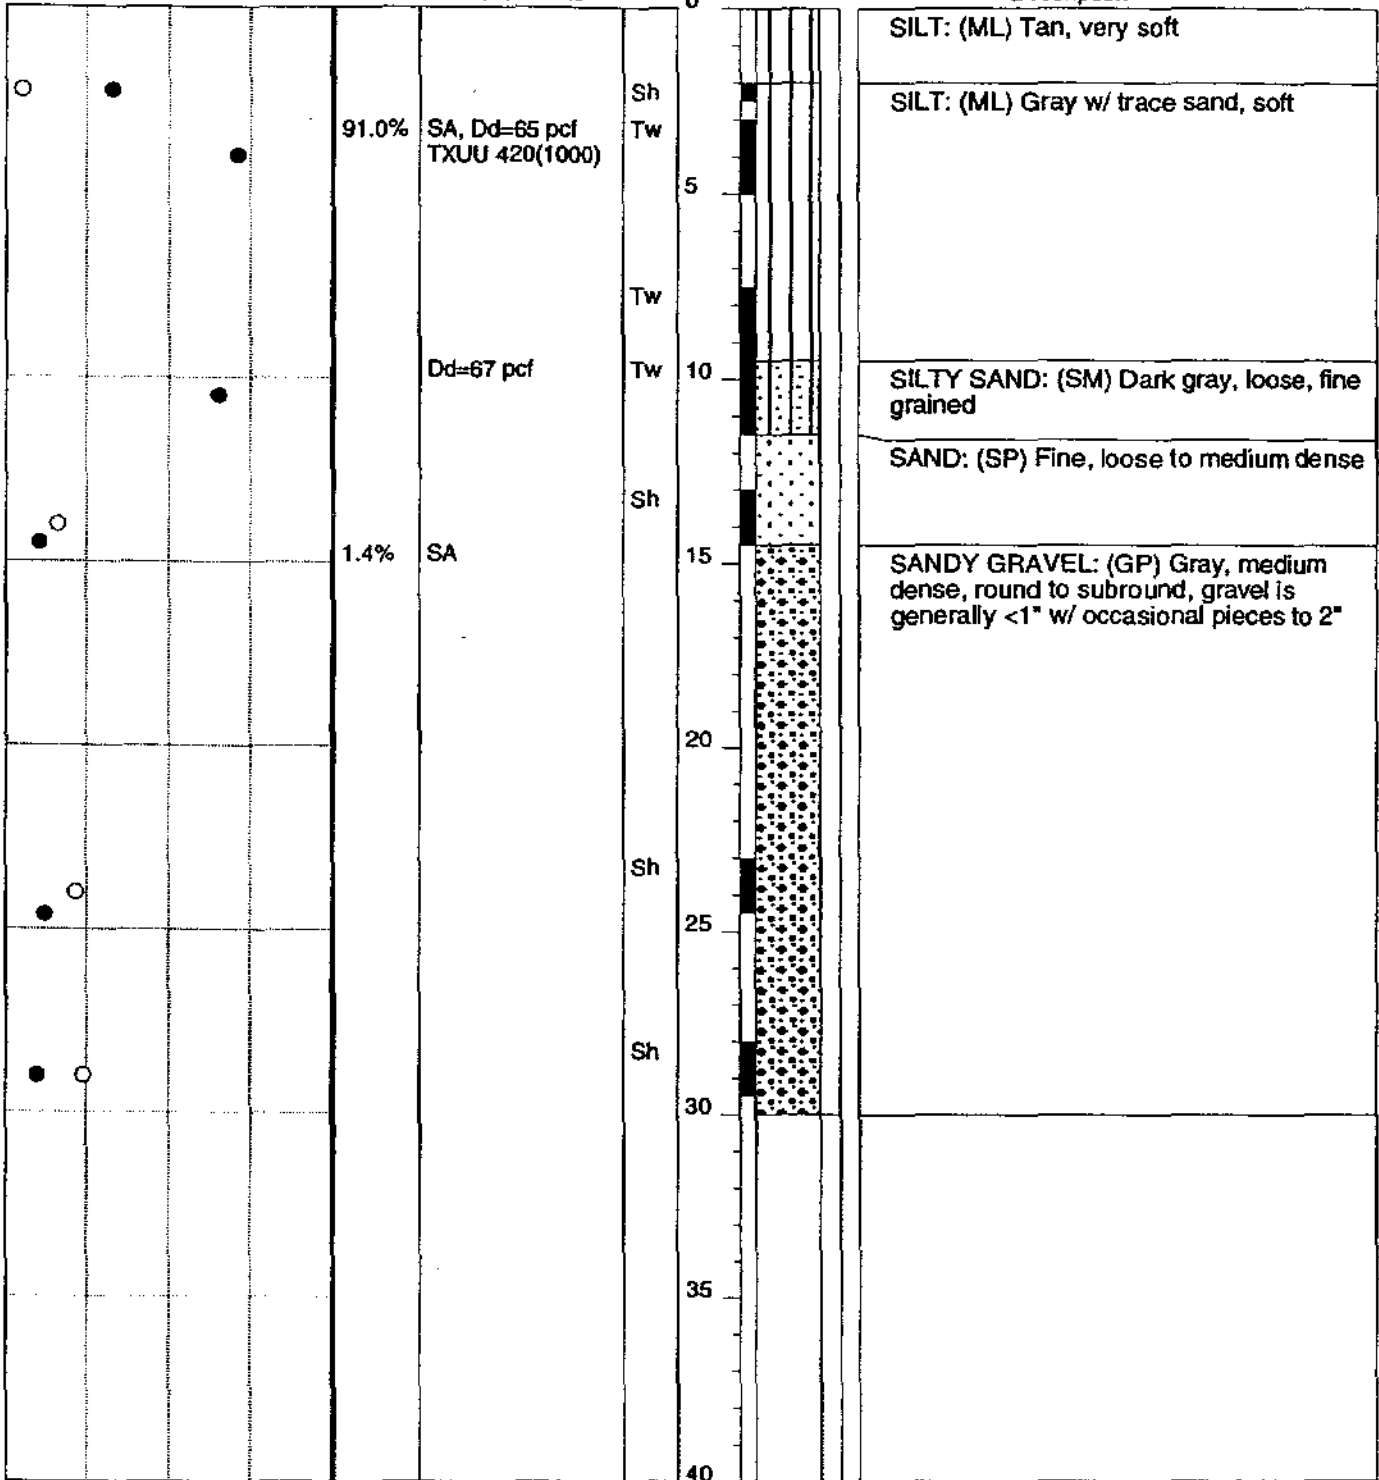 0
SILT: (ML) Tan, very soft
Sh
SILT: (ML) Gray w/ trace sand, soft
91.0%
SA, Dd=65 pcf
TXUU 420(1000)
Tw
5
Tw
Dd=67 pcf
Tw
10
SILTY SAND: (SM) Dark gray, loose, fine
grained
SAND: (SP) Fine, loose to medium dense
Sh
1.4%
SA
15
SANDY GRAVEL: (GP) Gray, medium
dense, round to subround, gravel is
generally <1" w/ occasional pieces to 2"
20
Sh
25
Sh
30
35
40